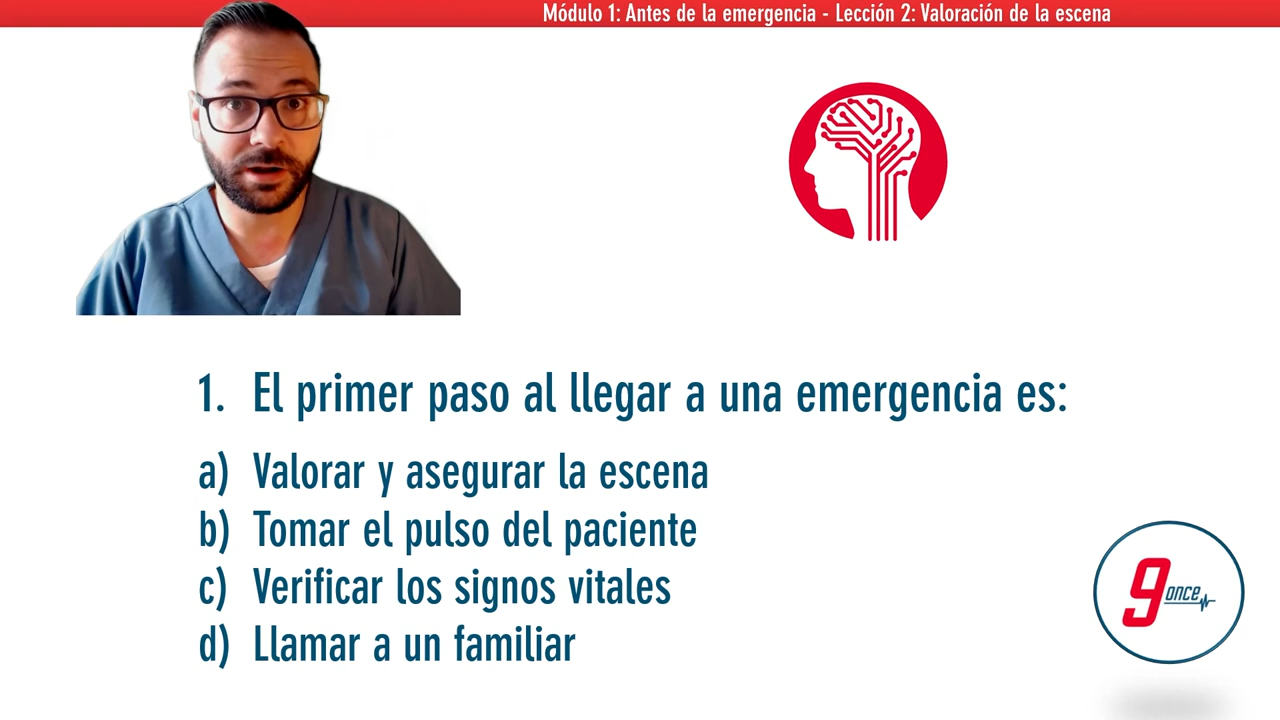 Módulo 1: Antes de la emergencia - Lección 2: Valoración de la escena
1. El primer paso al llegar a una emergencia es:
a) Valorar y asegurar la escena
b) Tomar el pulso del paciente
c) Verificar los signos vitales
d) Llamar a un familiar
9once